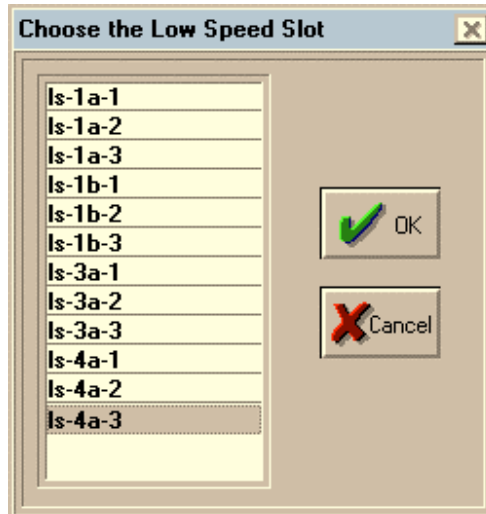 Choose the Low Speed Slot
ls-1a-1
ls-1a-2
ls-1a-3
ls-1b-1
ls-1b-2
ls-1b-3
ls-3a-1
ls-3a-2
ls-3a-3
ls-4a-1
ls-4a-2
ls-4a-3
OK
Cancel